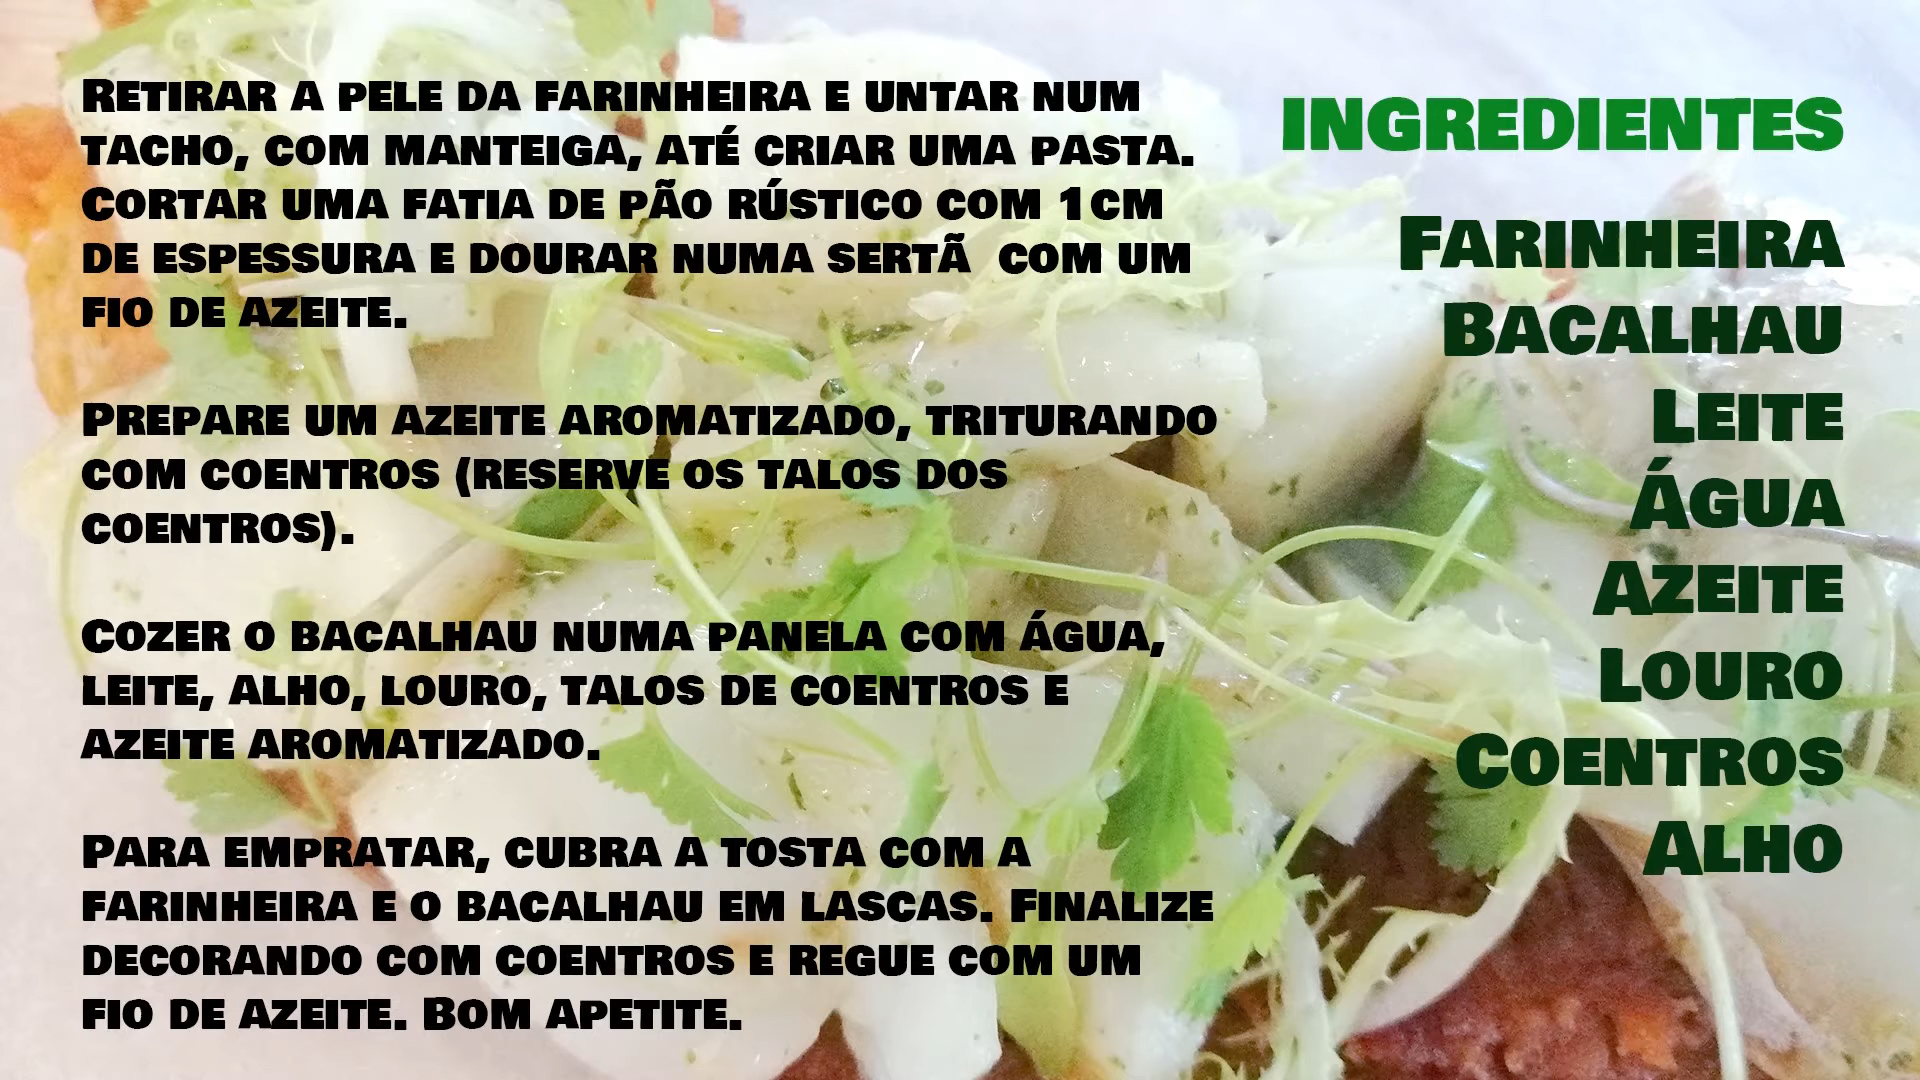 Retirar a pele da farinheira e untar num
tacho, com manteiga, até criar uma pasta.
Cortar uma fatia de pão rústico com 1cm
de espessura e dourar numa sertã  com um
fio de azeite.
Prepare um azeite aromatizado, triturando
com coentros (reserve os talos dos
coentros).
Cozer o bacalhau numa panela com água,
leite, alho, louro, talos de coentros e
azeite aromatizado.
Para empratar, cubra a tosta com a
farinheira e o bacalhau em lascas. Finalize
decorando com coentros e regue com um
fio de azeite. Bom apetite.
INGREDIENTES
Farinheira
Bacalhau
Leite
Água
Azeite
Louro
Coentros
Alho